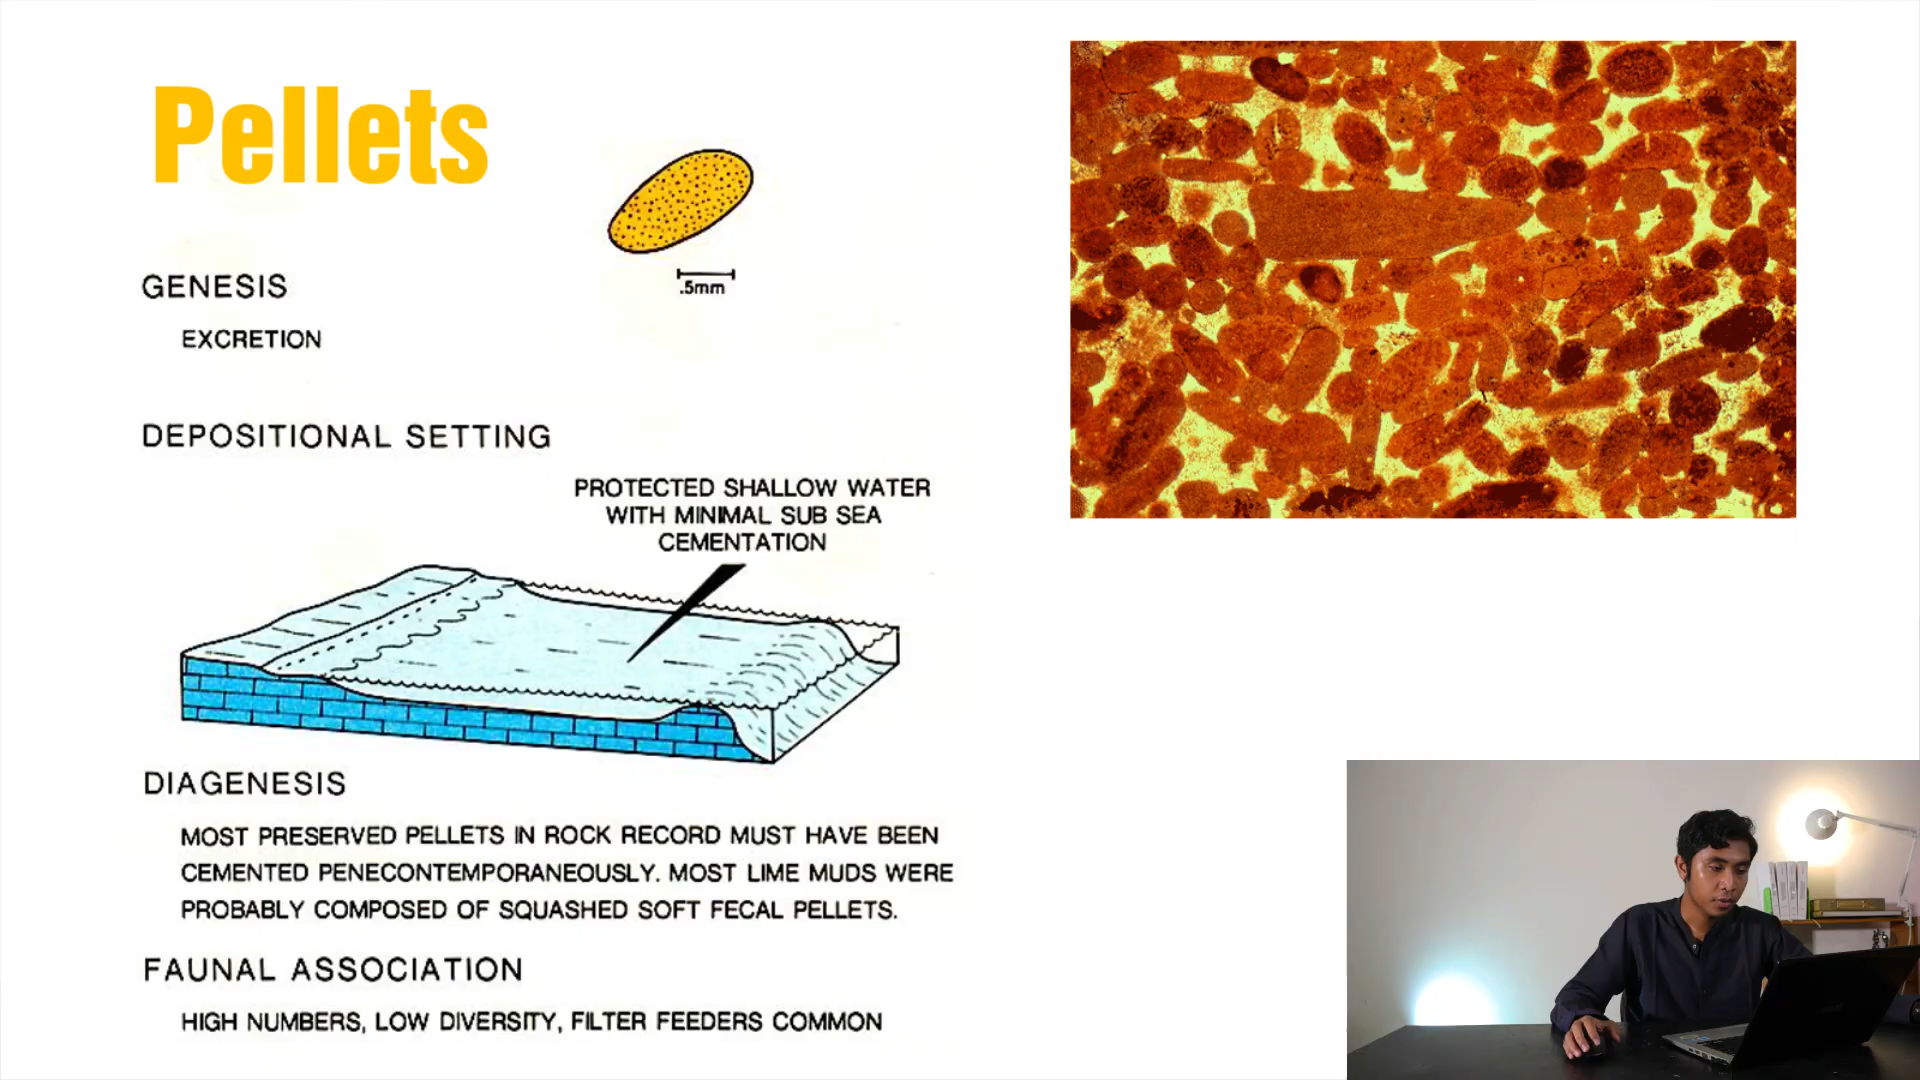 Pellets
.5mm
GENESIS
EXCRETION
DEPOSITIONAL SETTING
PROTECTED SHALLOW WATER
WITH MINIMAL SUB SEA
CEMENTATION
DIAGENESIS
MOST PRESERVED PELLETS IN ROCK RECORD MUST HAVE BEEN
CEMENTED PENECONTEMPORANEOUSLY. MOST LIME MUDS WERE
PROBABLY COMPOSED OF SQUASHED SOFT FECAL PELLETS.
FAUNAL ASSOCIATION
HIGH NUMBERS, LOW DIVERSITY, FILTER FEEDERS COMMON